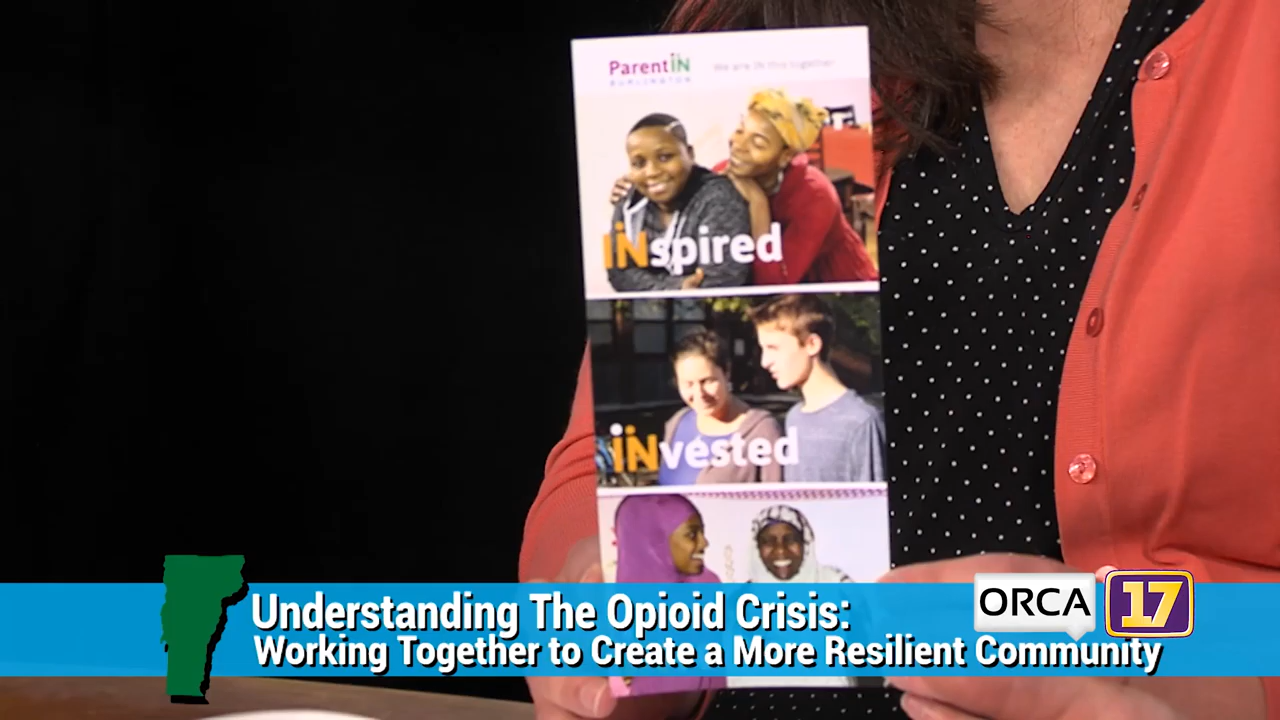 ParentiN
BURLINGTON
We are iN this together
iNspired
iNvested
Understanding The Opioid Crisis:
Working Together to Create a More Resilient Community
ORCA
17